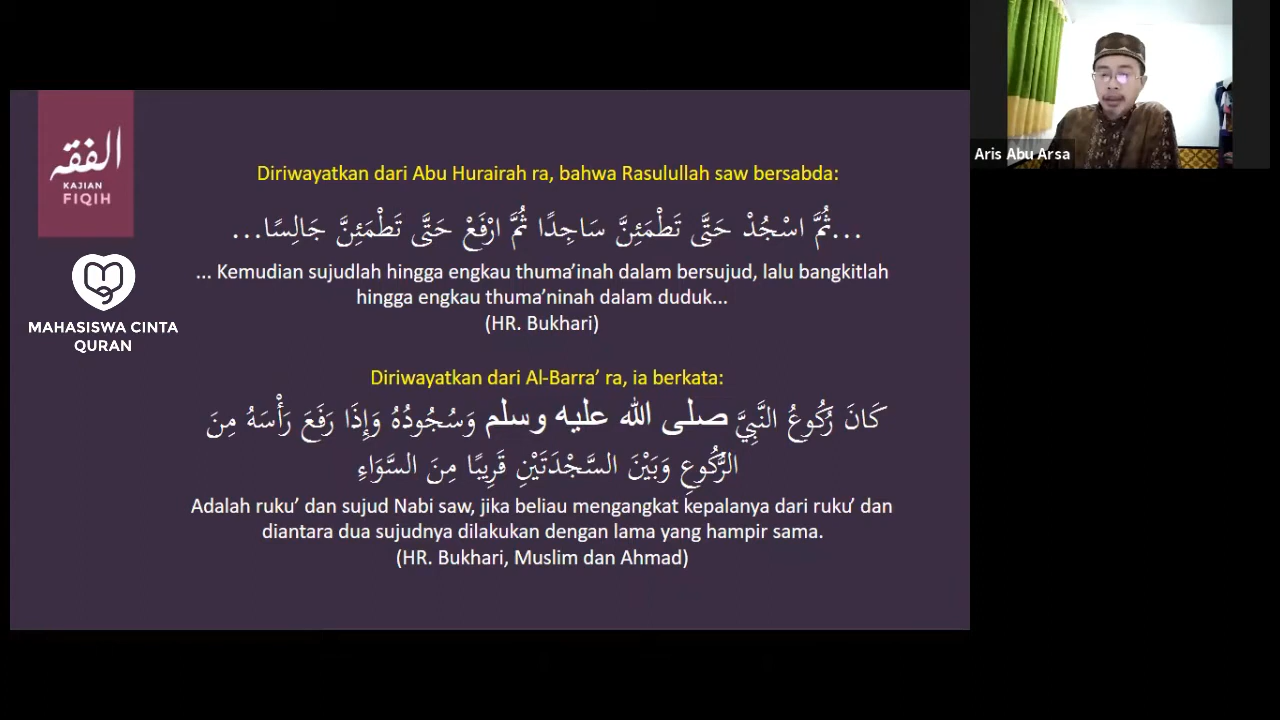 الفقه
KAJIAN
FIQIH
MAHASISWA CINTA
QURAN
Diriwayatkan dari Abu Hurairah ra, bahwa Rasulullah saw bersabda:
...ثُمَّ اسْجُدْ حَتَّى تَطْمَئِنَّ سَاجِدًا ثُمَّ ارْفَعْ حَتَّى تَطْمَئِنَّ جَالِسًا...
... Kemudian sujudlah hingga engkau thuma’inah dalam bersujud, lalu bangkitlah
hingga engkau thuma’ninah dalam duduk...
(HR. Bukhari)
Diriwayatkan dari Al-Barra’ ra, ia berkata:
كَانَ رُكُوعُ النَّبِيَّ صلى الله عليه وسلم وَسُجُودُهُ وَإِذَا رَفَعَ رَأْسَهُ مِنَ
الرُّكُوعِ وَبَيْنَ السَّجْدَتَيْنِ قَرِيبًا مِنَ السَّوَاءِ
Adalah ruku’ dan sujud Nabi saw, jika beliau mengangkat kepalanya dari ruku’ dan
diantara dua sujudnya dilakukan dengan lama yang hampir sama.
(HR. Bukhari, Muslim dan Ahmad)
Aris Abu Arsa